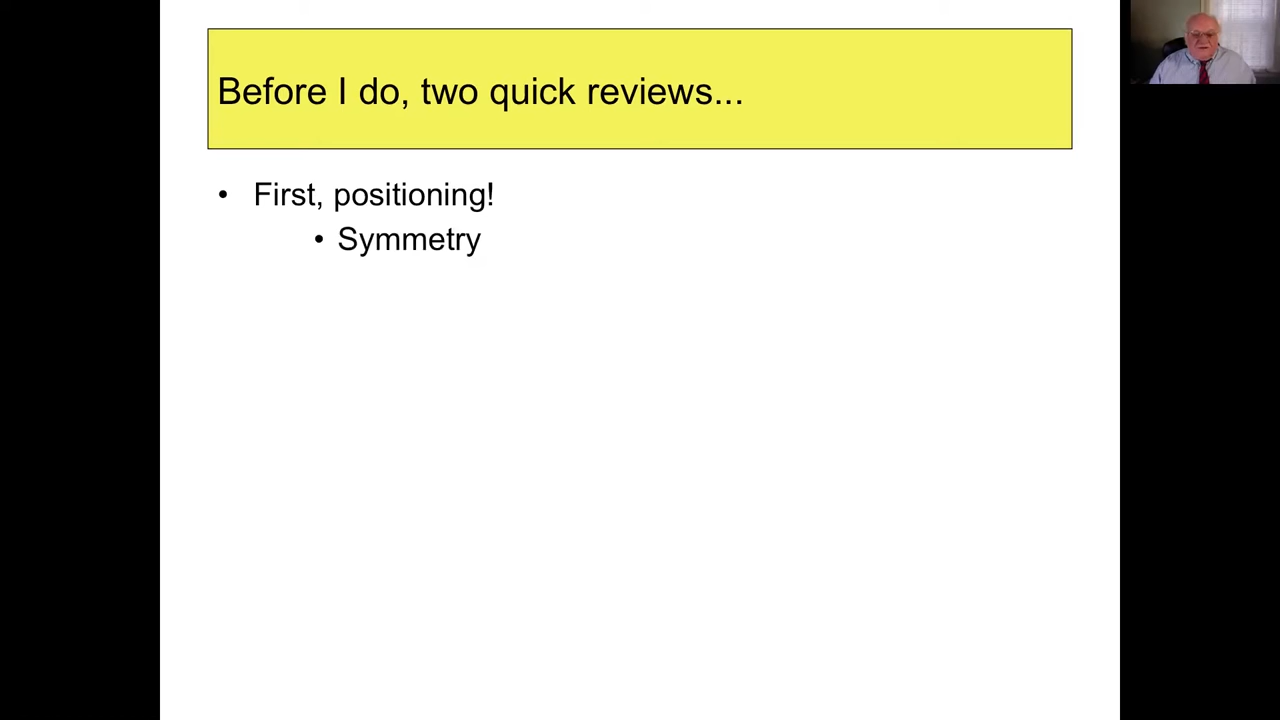 Before I do, two quick reviews...
• First, positioning!
• Symmetry